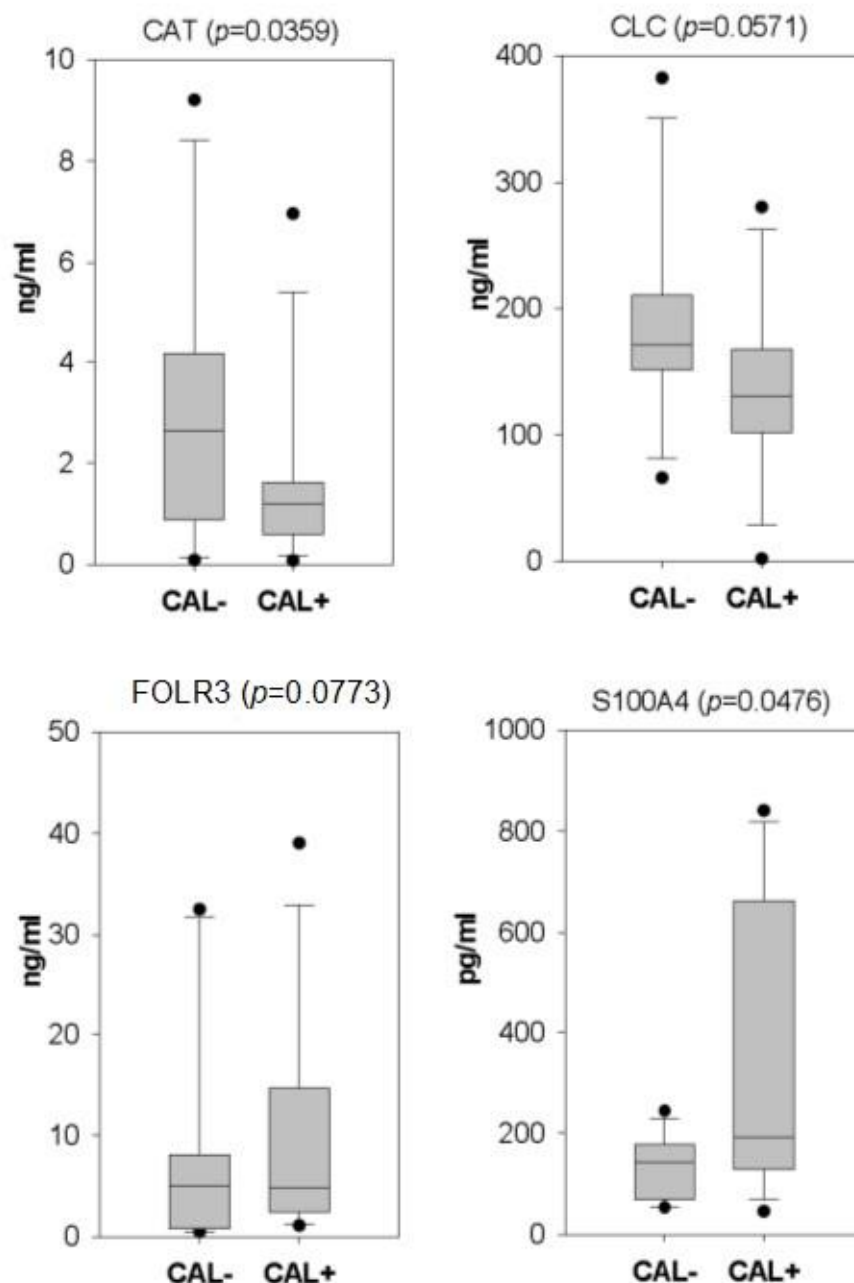 CAT (p=0.0359)
10
8
6
4
2
0
ng/ml
CAL- CAL+
CLC (p=0.0571)
400
300
200
100
0
ng/ml
CAL- CAL+
FOLR3 (p=0.0773)
50
40
30
20
10
0
ng/ml
CAL- CAL+
S100A4 (p=0.0476)
1000
800
600
400
200
0
pg/ml
CAL- CAL+